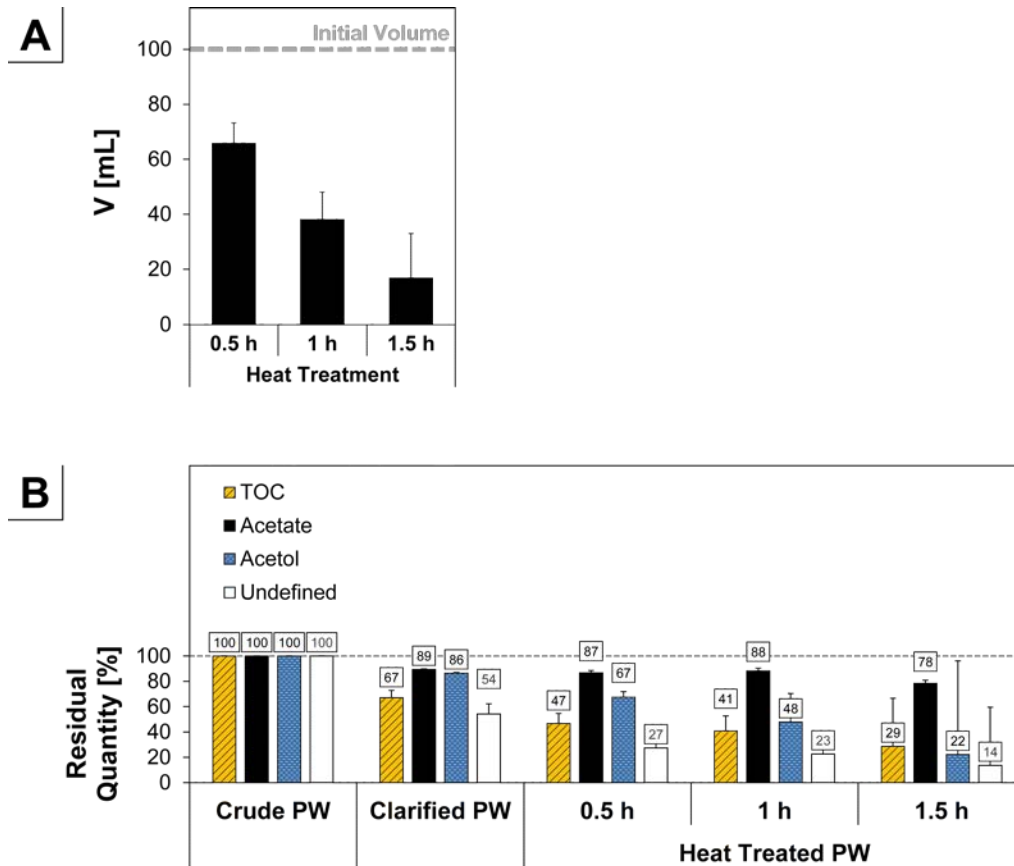 A
Initial Volume
100
80
60
40
20
0
V [mL]
0.5 h 1 h 1.5 h
Heat Treatment
B
TOC
Acetate
Acetol
Undefined
100 100 100 100
67 89 86 54
47 87 67 27
41 88 48 23
29 78 22 14
100
80
60
40
20
0
Residual
Quantity [%]
Crude PW Clarified PW 0.5 h 1 h 1.5 h
Heat Treated PW